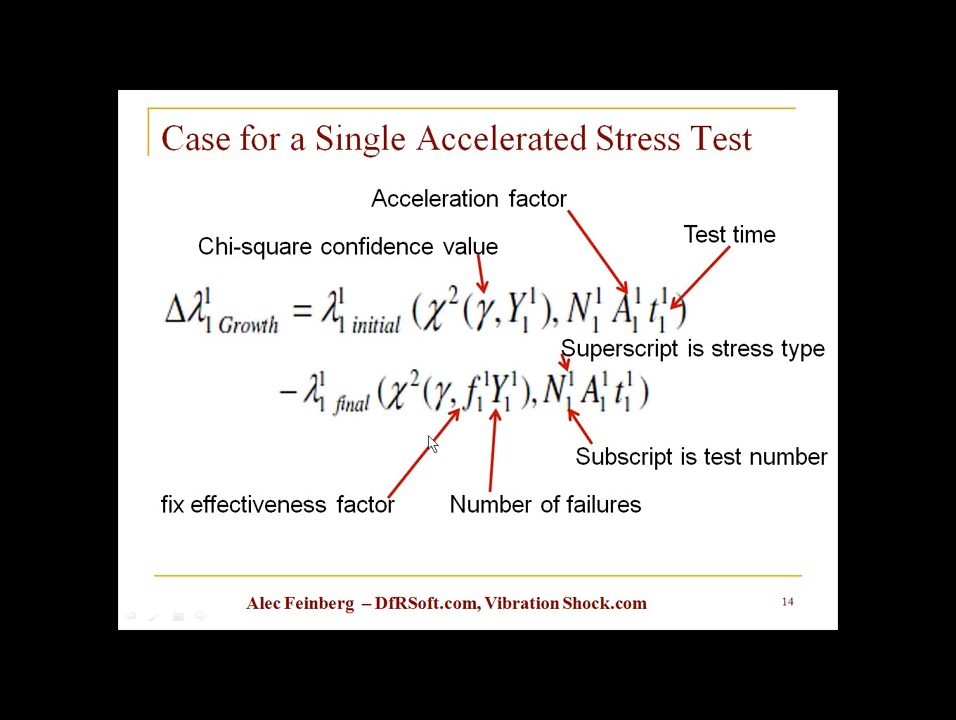 Case for a Single Accelerated Stress Test
Acceleration factor
Test time
Chi-square confidence value
Δλ¹₁ Growth = λ¹₁ initial (χ²(γ, Y¹₁), N¹₁ A¹₁ t¹₁)
Superscript is stress type
− λ¹₁ final (χ²(γ, f¹₁Y¹₁), N¹₁ A¹₁ t¹₁)
Subscript is test number
fix effectiveness factor
Number of failures
Alec Feinberg – DfRSoft.com, Vibration Shock.com
14